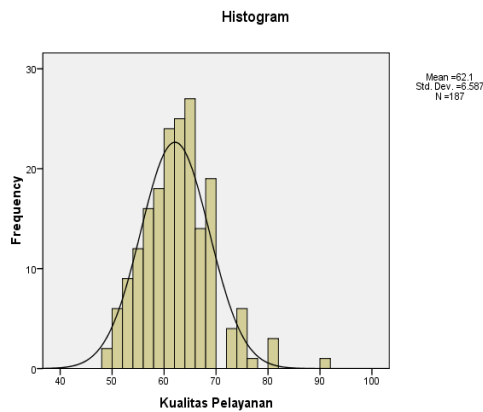 Histogram
Mean =62.1
Std. Dev. =6.587
N =187
Frequency
30
20
10
0
40 50 60 70 80 90 100
Kualitas Pelayanan